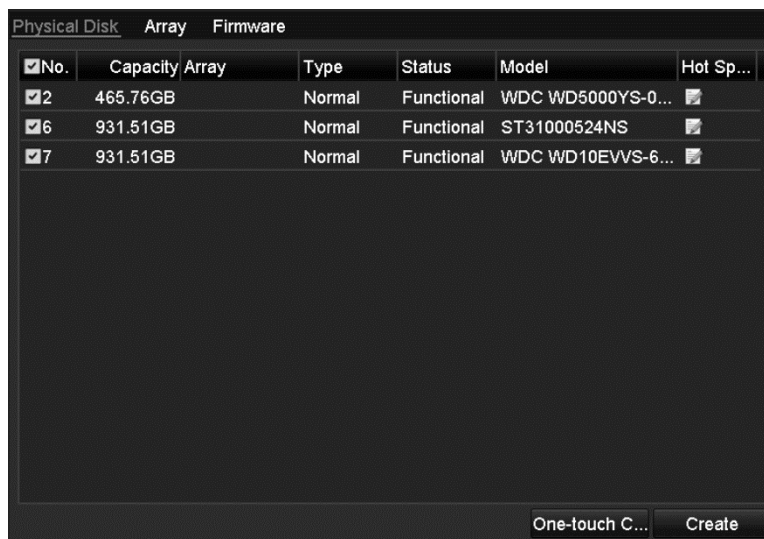 Physical Disk Array Firmware
No. Capacity Array Type Status Model Hot Sp...
2 465.76GB Normal Functional WDC WD5000YS-0...
6 931.51GB Normal Functional ST31000524NS
7 931.51GB Normal Functional WDC WD10EVVS-6...
One-touch C... Create